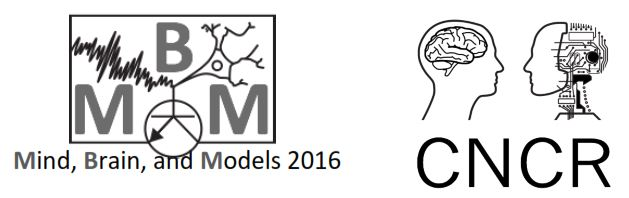 B
M M
Mind, Brain, and Models 2016
CNCR